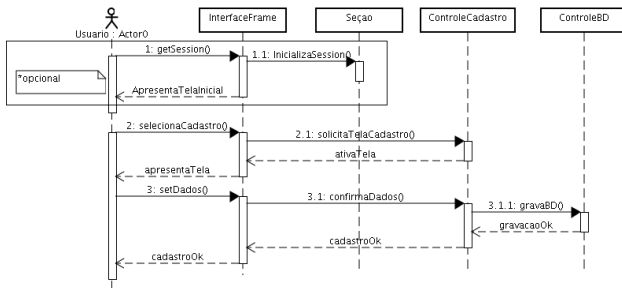 InterfaceFrame
Seçao
ControleCadastro
ControleBD
Usuario : Actor0
1: getSession()
1.1: InicializaSession()
*opcional
ApresentaTelaInicial
2: selecionaCadastro()
2.1: solicitaTelaCadastro()
ativaTela
apresentaTela
3: setDados()
3.1: confirmaDados()
3.1.1: gravaBD()
gravacaoOk
cadastroOk
cadastroOk